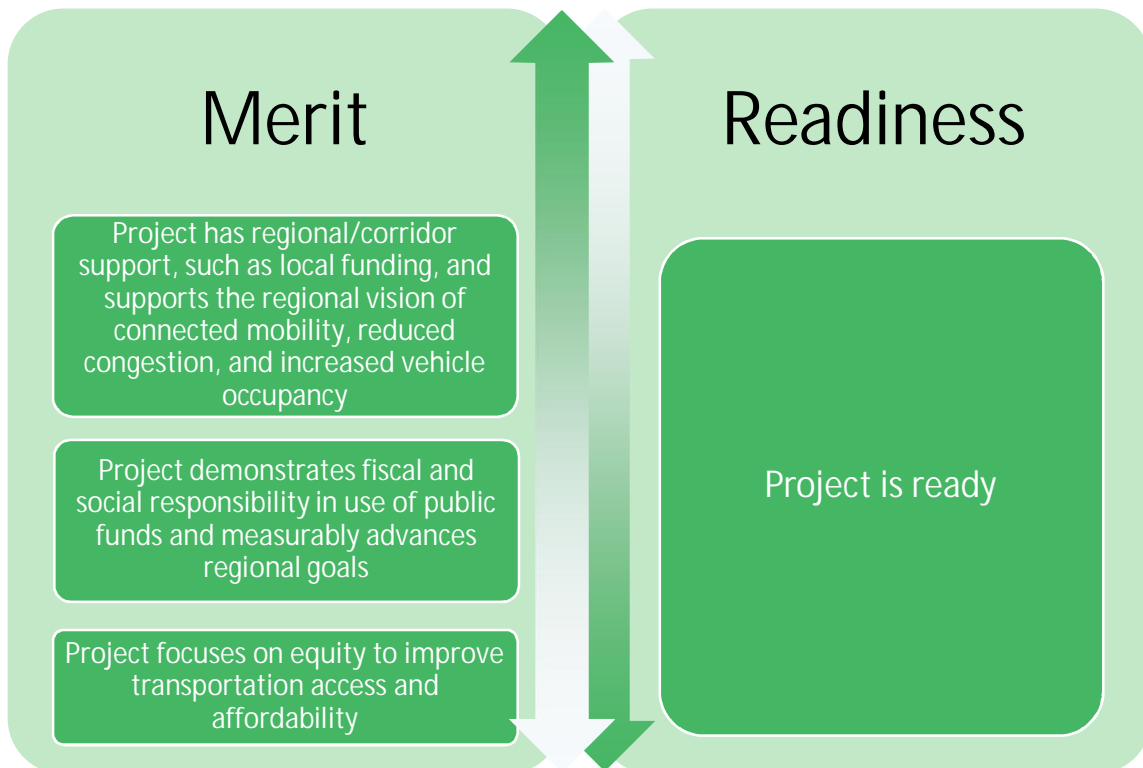 Merit
Project has regional/corridor
support, such as local funding, and
supports the regional vision of
connected mobility, reduced
congestion, and increased vehicle
occupancy
Project demonstrates fiscal and
social responsibility in use of public
funds and measurably advances
regional goals
Project focuses on equity to improve
transportation access and
affordability
Readiness
Project is ready